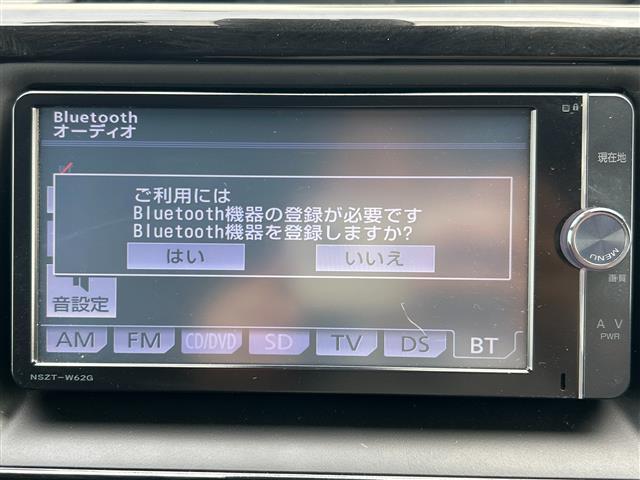 Bluetooth
オーディオ
現在地
ご利用には
Bluetooth機器の登録が必要です
Bluetooth機器を登録しますか?
はい
いいえ
MENU
画質
音設定
AM
FM
CD/DVD
SD
TV
DS
BT
A V
PWR
NSZT-W62G